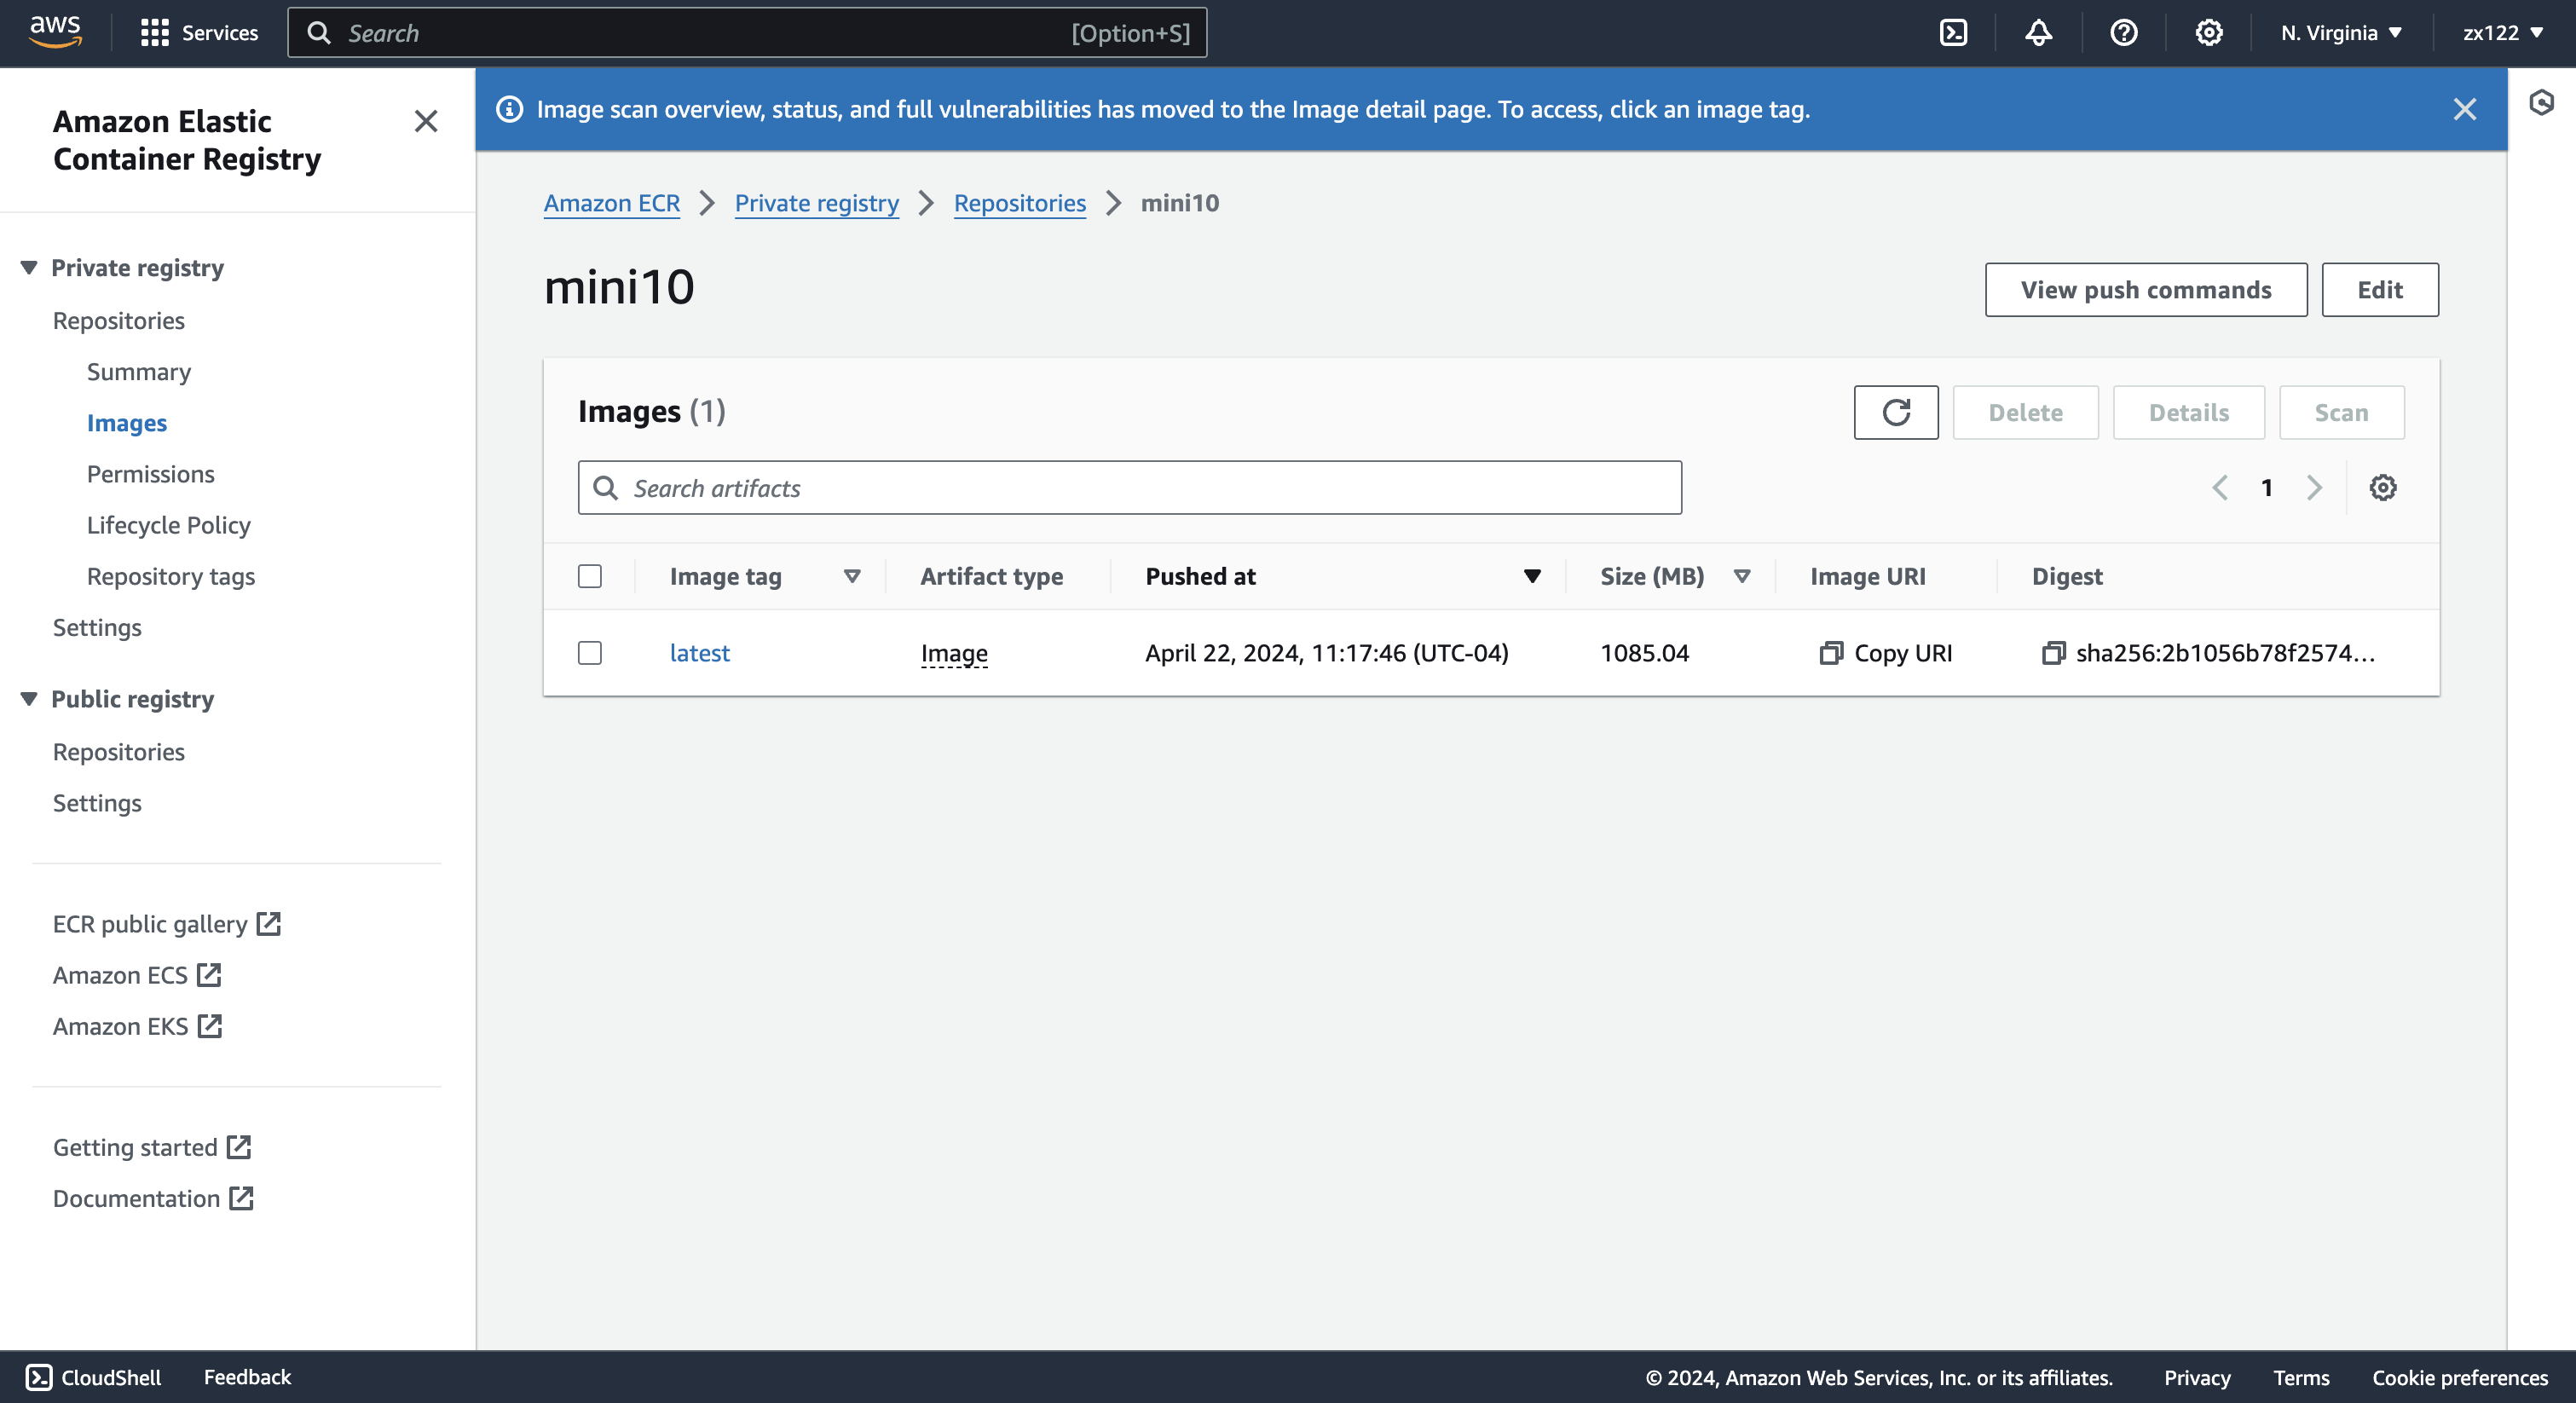 aws
Services
Search
[Option+S]
N. Virginia
zx122
Amazon Elastic
Container Registry
Private registry
Repositories
Summary
Images
Permissions
Lifecycle Policy
Repository tags
Settings
Public registry
Repositories
Settings
ECR public gallery
Amazon ECS
Amazon EKS
Getting started
Documentation
Image scan overview, status, and full vulnerabilities has moved to the Image detail page. To access, click an image tag.
Amazon ECR
Private registry
Repositories
mini10
mini10
View push commands
Edit
Images (1)
Delete
Details
Scan
Search artifacts
1
Image tag
Artifact type
Pushed at
Size (MB)
Image URI
Digest
latest
Image
April 22, 2024, 11:17:46 (UTC-04)
1085.04
Copy URI
sha256:2b1056b78f2574...
CloudShell
Feedback
© 2024, Amazon Web Services, Inc. or its affiliates.
Privacy
Terms
Cookie preferences